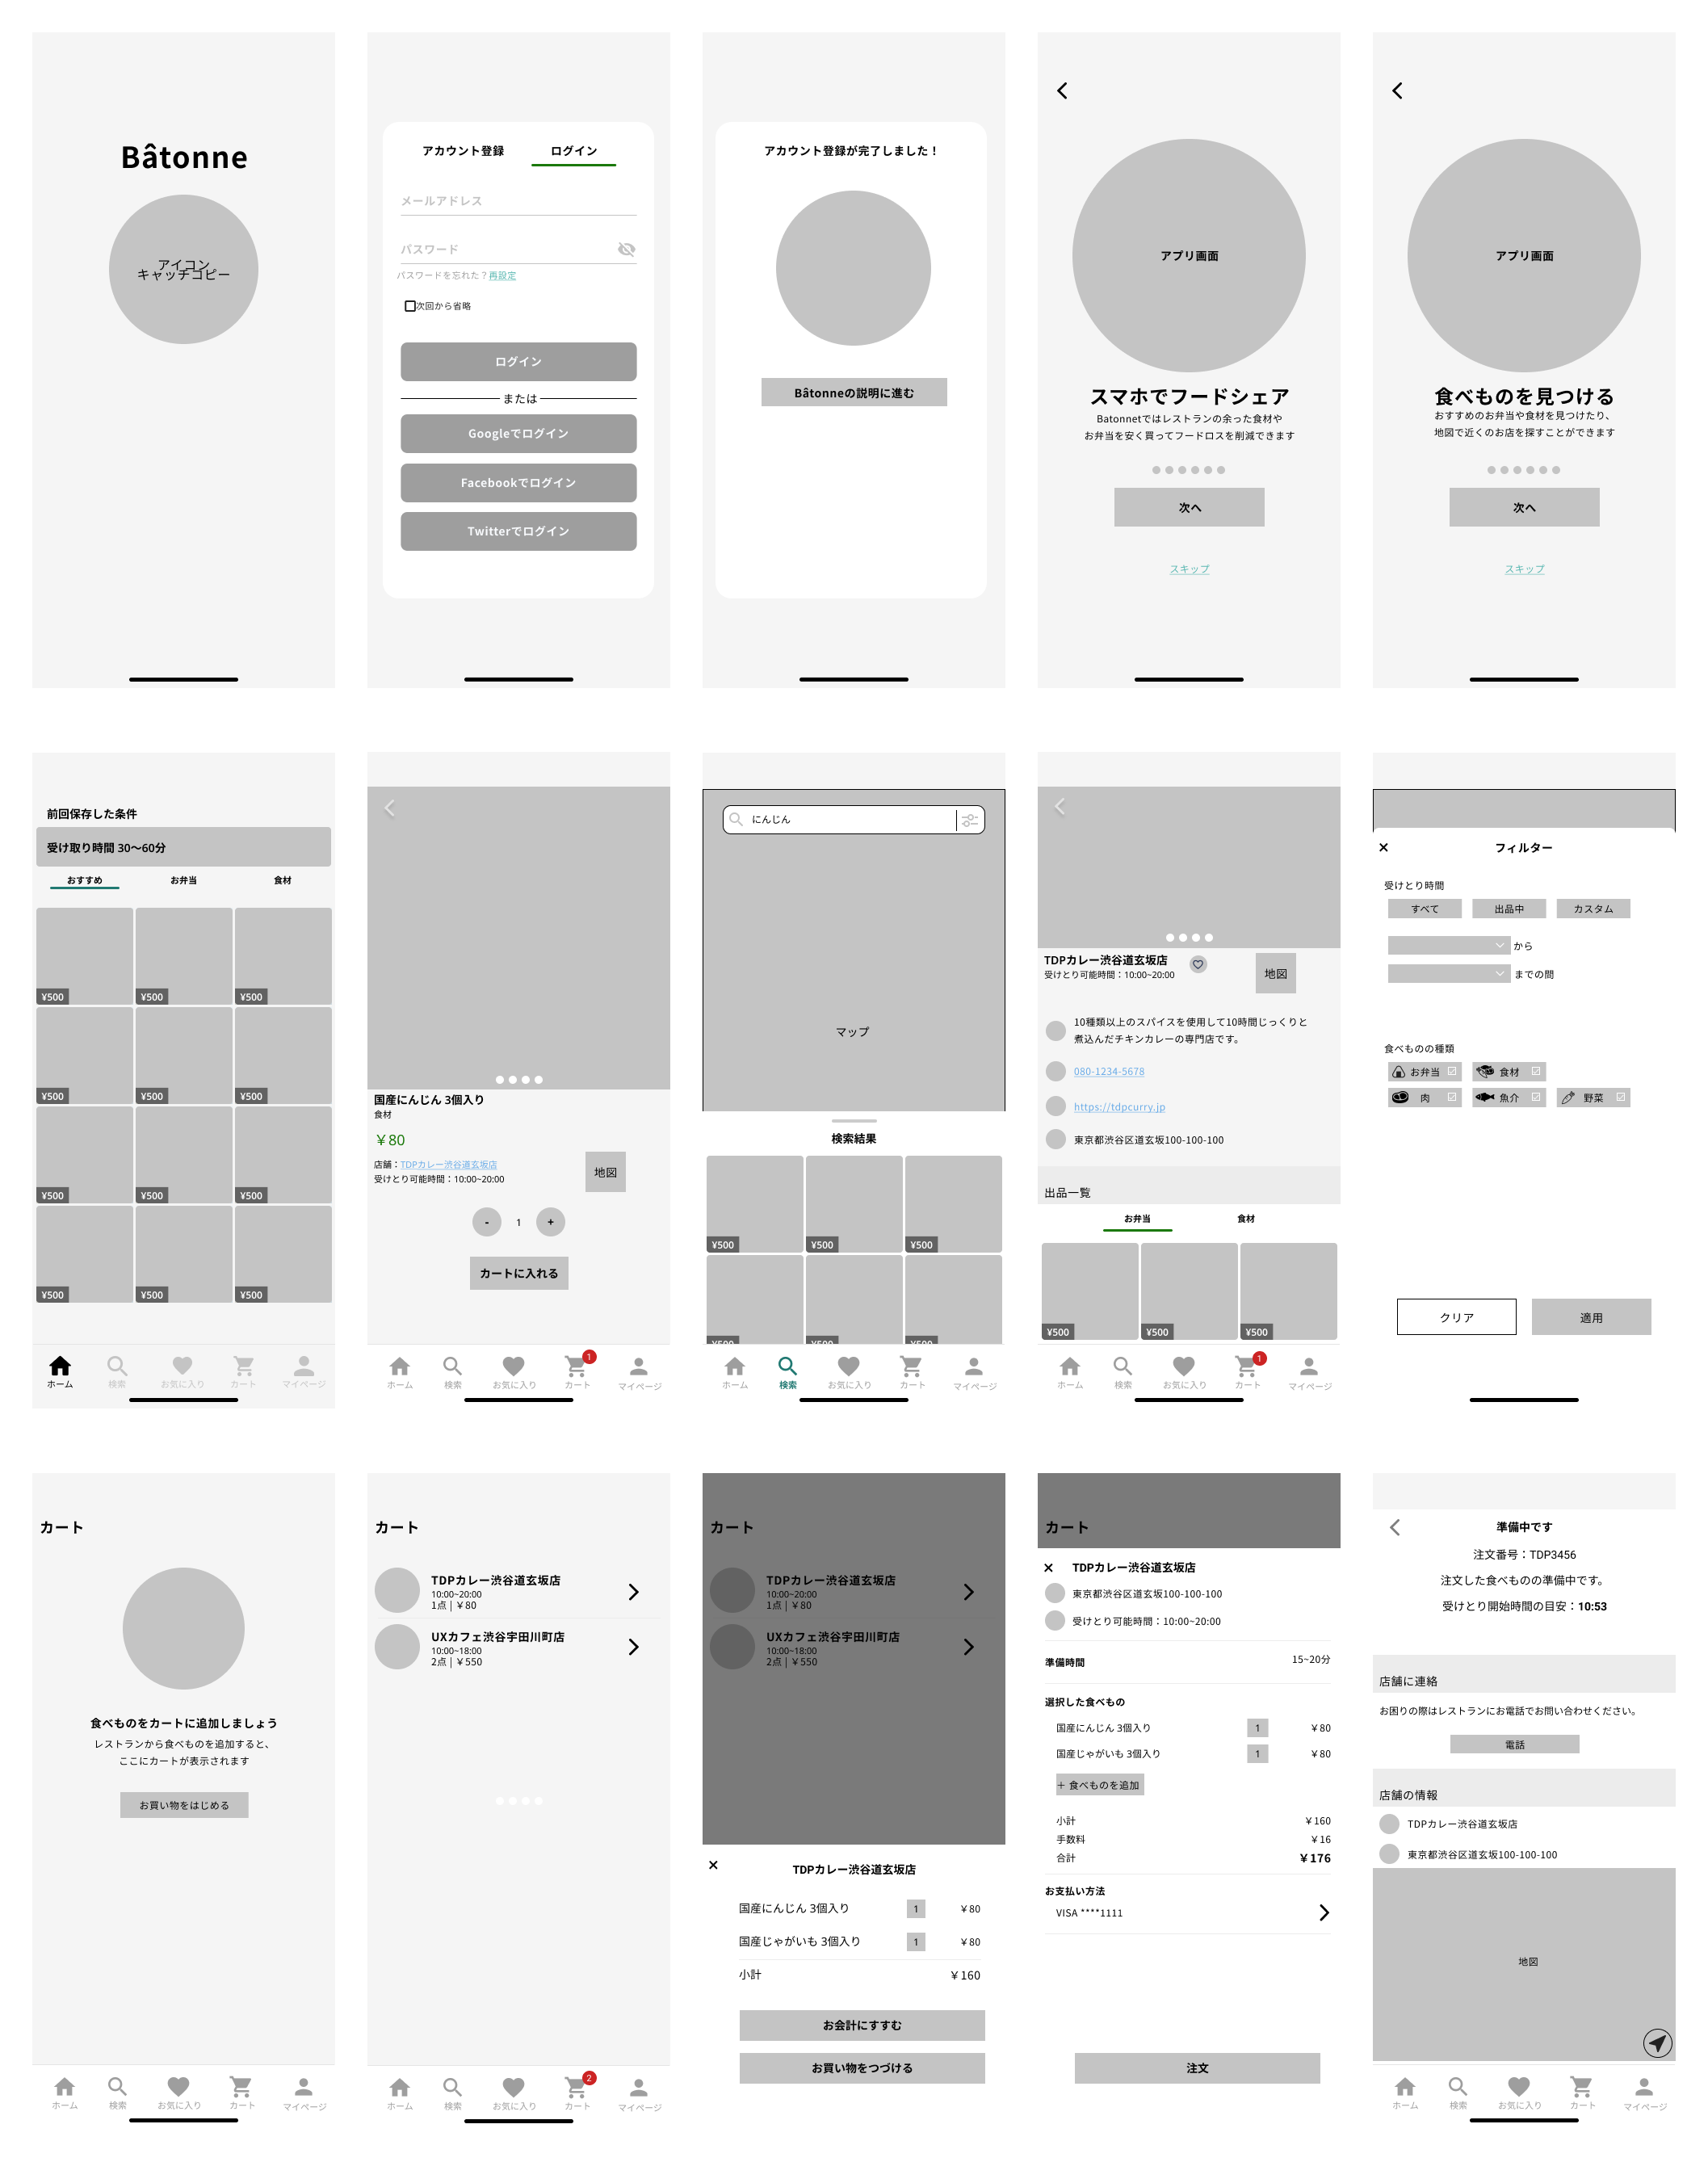 Bâtonne
アイコン
キャッチコピー
アカウント登録 ログイン
メールアドレス
パスワード
パスワードを忘れた？再設定
次回から省略
ログイン
または
Googleでログイン
Facebookでログイン
Twitterでログイン
アカウント登録が完了しました！
Bâtonneの説明に進む
アプリ画面
スマホでフードシェア
Batonnetではレストランの余った食材や
お弁当を安く買ってフードロスを削減できます
次へ
スキップ
アプリ画面
食べものを見つける
おすすめのお弁当や食材を見つけたり、
地図で近くのお店を探すことができます
次へ
スキップ
前回保存した条件
受け取り時間 30〜60分
おすすめ お弁当 食材
¥500 ¥500 ¥500
¥500 ¥500 ¥500
¥500 ¥500 ¥500
¥500 ¥500 ¥500
ホーム 検索 お気に入り カート マイページ
国産にんじん 3個入り
食材
￥80
店舗：TDPカレー渋谷道玄坂店
受けとり可能時間：10:00~20:00
地図
- 1 +
カートに入れる
1
ホーム 検索 お気に入り カート マイページ
にんじん
マップ
検索結果
¥500 ¥500 ¥500
¥500 ¥500 ¥500
ホーム 検索 お気に入り カート マイページ
TDPカレー渋谷道玄坂店
受けとり可能時間：10:00~20:00
地図
10種類以上のスパイスを使用して10時間じっくりと
煮込んだチキンカレーの専門店です。
080-1234-5678
https://tdpcurry.jp
東京都渋谷区道玄坂100-100-100
出品一覧
お弁当 食材
¥500 ¥500 ¥500
1
ホーム 検索 お気に入り カート マイページ
フィルター
受けとり時間
すべて 出品中 カスタム
から
までの間
食べものの種類
お弁当 食材
肉 魚介 野菜
クリア 適用
カート
食べものをカートに追加しましょう
レストランから食べものを追加すると、
ここにカートが表示されます
お買い物をはじめる
ホーム 検索 お気に入り カート マイページ
カート
TDPカレー渋谷道玄坂店
10:00~20:00
1点 | ￥80
UXカフェ渋谷宇田川町店
10:00~18:00
2点 | ￥550
2
ホーム 検索 お気に入り カート マイページ
カート
TDPカレー渋谷道玄坂店
10:00~20:00
1点 | ￥80
UXカフェ渋谷宇田川町店
10:00~18:00
2点 | ￥550
TDPカレー渋谷道玄坂店
国産にんじん 3個入り 1 ￥80
国産じゃがいも 3個入り 1 ￥80
小計 ￥160
お会計にすすむ
お買い物をつづける
カート
TDPカレー渋谷道玄坂店
東京都渋谷区道玄坂100-100-100
受けとり可能時間：10:00~20:00
準備時間 15~20分
選択した食べもの
国産にんじん 3個入り 1 ￥80
国産じゃがいも 3個入り 1 ￥80
+ 食べものを追加
小計 ￥160
手数料 ￥16
合計 ￥176
お支払い方法
VISA ****1111
注文
準備中です
注文番号：TDP3456
注文した食べものの準備中です。
受けとり開始時間の目安：10:53
店舗に連絡
お困りの際はレストランにお電話でお問い合わせください。
電話
店舗の情報
TDPカレー渋谷道玄坂店
東京都渋谷区道玄坂100-100-100
地図
ホーム 検索 お気に入り カート マイページ